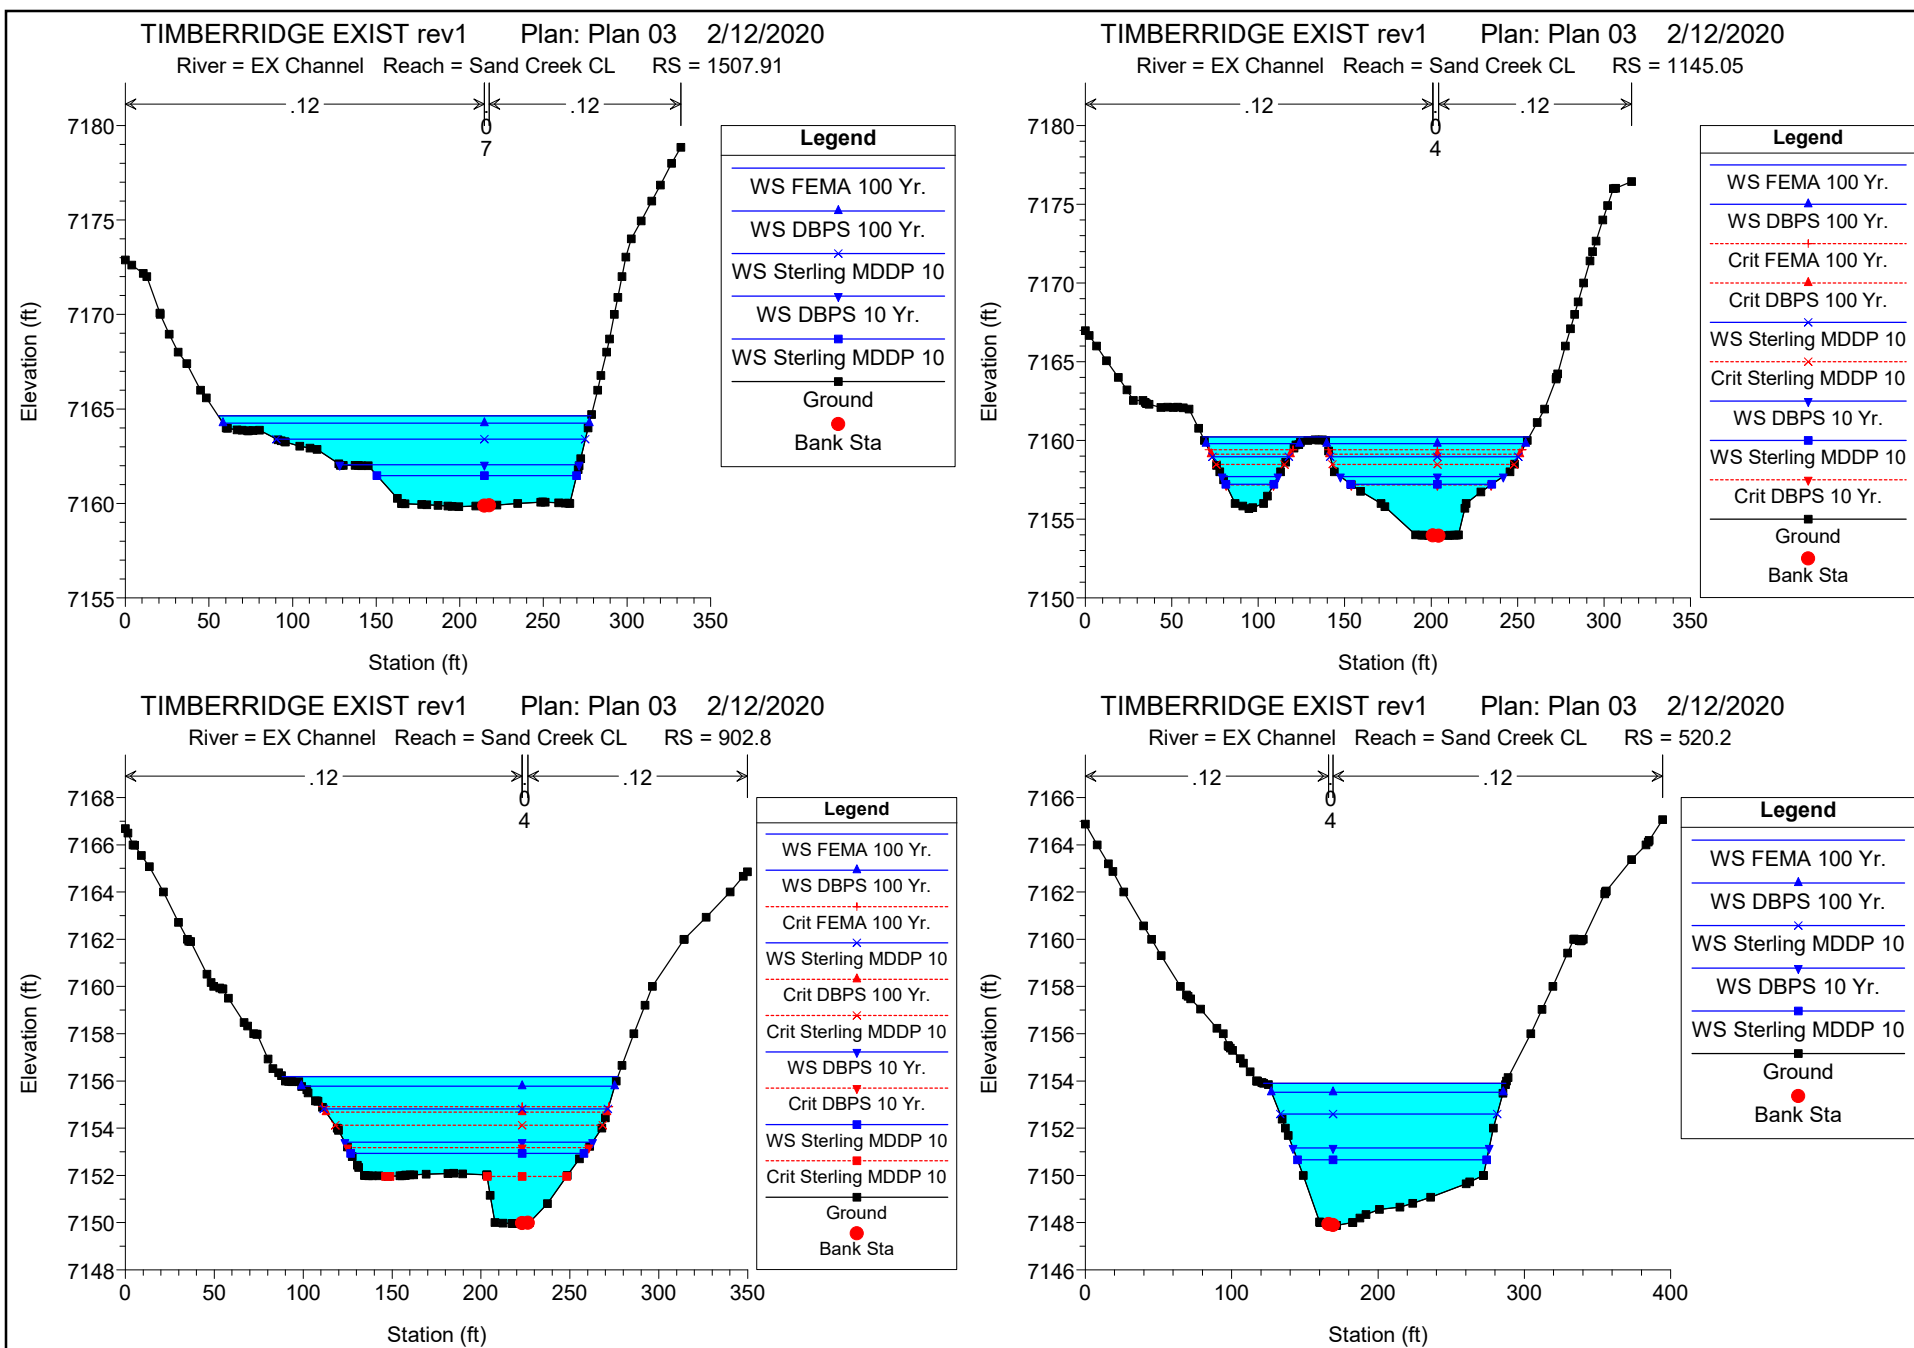 TIMBERRIDGE EXIST rev1 Plan: Plan 03 2/12/2020
River = EX Channel Reach = Sand Creek CL RS = 1507.91
.12
.07
.12
7180
7175
7170
7165
7160
7155
Elevation (ft)
0 50 100 150 200 250 300 350
Station (ft)
Legend
WS FEMA 100 Yr.
WS DBPS 100 Yr.
WS Sterling MDDP 10
WS DBPS 10 Yr.
WS Sterling MDDP 10
Ground
Bank Sta
TIMBERRIDGE EXIST rev1 Plan: Plan 03 2/12/2020
River = EX Channel Reach = Sand Creek CL RS = 1145.05
.12
.04
.12
7180
7175
7170
7165
7160
7155
7150
Elevation (ft)
0 50 100 150 200 250 300 350
Station (ft)
Legend
WS FEMA 100 Yr.
WS DBPS 100 Yr.
Crit FEMA 100 Yr.
Crit DBPS 100 Yr.
WS Sterling MDDP 10
Crit Sterling MDDP 10
WS DBPS 10 Yr.
WS Sterling MDDP 10
Crit DBPS 10 Yr.
Ground
Bank Sta
TIMBERRIDGE EXIST rev1 Plan: Plan 03 2/12/2020
River = EX Channel Reach = Sand Creek CL RS = 902.8
.12
.04
.12
7168
7166
7164
7162
7160
7158
7156
7154
7152
7150
7148
Elevation (ft)
0 50 100 150 200 250 300 350
Station (ft)
Legend
WS FEMA 100 Yr.
WS DBPS 100 Yr.
Crit FEMA 100 Yr.
WS Sterling MDDP 10
Crit DBPS 100 Yr.
Crit Sterling MDDP 10
WS DBPS 10 Yr.
Crit DBPS 10 Yr.
WS Sterling MDDP 10
Crit Sterling MDDP 10
Ground
Bank Sta
TIMBERRIDGE EXIST rev1 Plan: Plan 03 2/12/2020
River = EX Channel Reach = Sand Creek CL RS = 520.2
.12
.04
.12
7166
7164
7162
7160
7158
7156
7154
7152
7150
7148
7146
Elevation (ft)
0 100 200 300 400
Station (ft)
Legend
WS FEMA 100 Yr.
WS DBPS 100 Yr.
WS Sterling MDDP 10
WS DBPS 10 Yr.
WS Sterling MDDP 10
Ground
Bank Sta